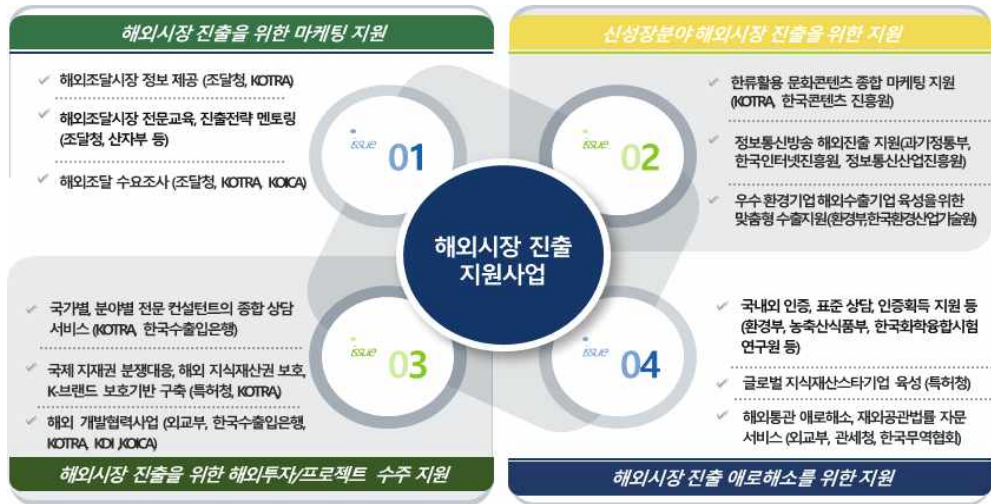 해외시장 진출을 위한 마케팅 지원
해외조달시장 정보 제공 (조달청, KOTRA)
해외조달시장 전문교육, 진출전략 멘토링
(조달청, 산자부 등)
해외조달 수요조사 (조달청, KOTRA, KOICA)
issue 01
신성장분야 해외시장 진출을 위한 지원
한류활용 문화콘텐츠 종합 마케팅 지원
(KOTRA, 한국콘텐츠 진흥원)
정보통신방송 해외진출 지원(과기정통부,
한국인터넷진흥원, 정보통신산업진흥원)
우수 환경기업 해외수출기업 육성을위한
맞춤형 수출지원(환경부,한국환경산업기술원)
issue 02
해외시장 진출
지원사업
국가별, 분야별 전문 컨설턴트의 종합 상담
서비스 (KOTRA, 한국수출입은행)
국제 지재권 분쟁대응, 해외 지식재산권 보호,
K-브랜드 보호기반 구축 (특허청, KOTRA)
해외 개발협력사업 (외교부, 한국수출입은행,
KOTRA, KDI ,KOICA)
issue 03
해외시장 진출을 위한 해외투자/프로젝트 수주 지원
국내외 인증, 표준 상담, 인증획득 지원 등
(환경부, 농축산식품부, 한국화학융합시험
연구원 등)
글로벌 지식재산스타기업 육성 (특허청)
해외통관 애로해소, 재외공관법률 자문
서비스 (외교부, 관세청, 한국무역협회)
issue 04
해외시장 진출 애로해소를 위한 지원